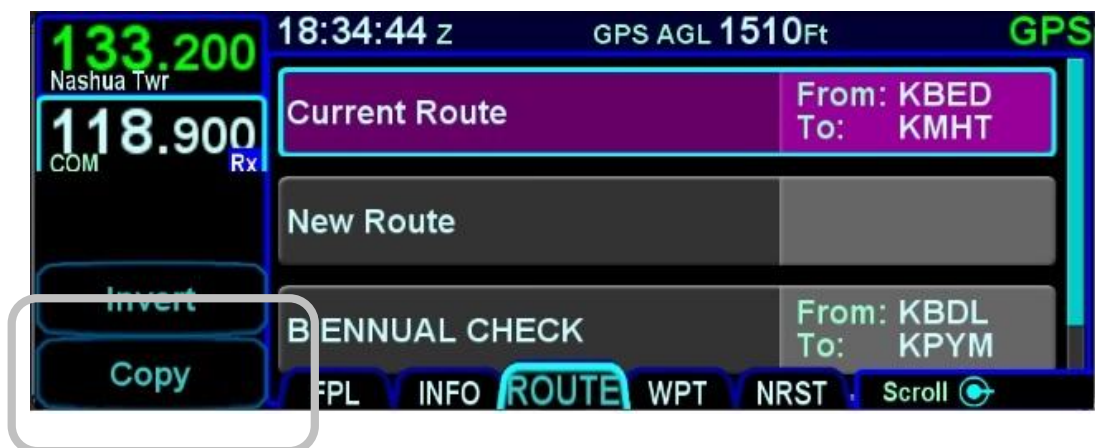 133.200
Nashua Twr
118.900
COM Rx
Invert
Copy
18:34:44 Z GPS AGL 1510Ft GPS
Current Route From: KBED
To: KMHT
New Route
BIENNUAL CHECK From: KBDL
To: KPYM
FPL INFO ROUTE WPT NRST Scroll